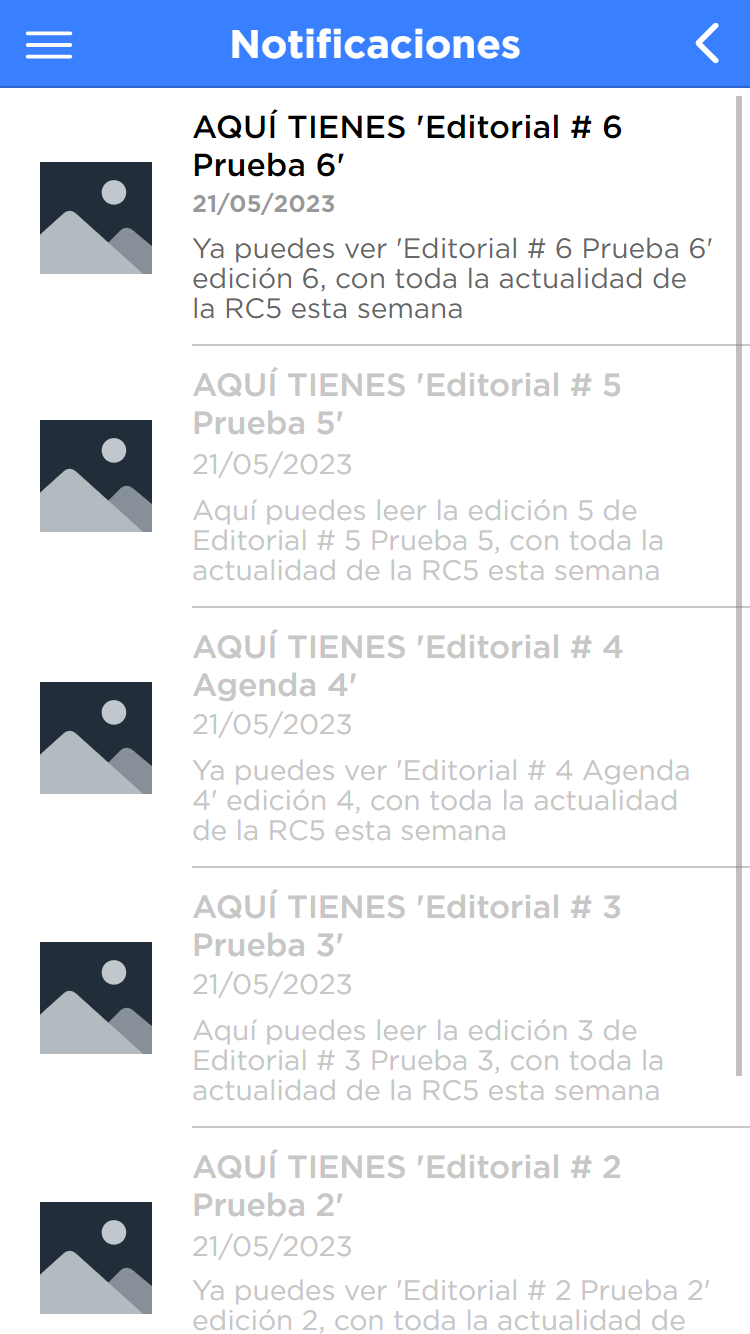 Notificaciones
AQUÍ TIENES 'Editorial # 6
Prueba 6'
21/05/2023
Ya puedes ver 'Editorial # 6 Prueba 6'
edición 6, con toda la actualidad de
la RC5 esta semana
AQUÍ TIENES 'Editorial # 5
Prueba 5'
21/05/2023
Aquí puedes leer la edición 5 de
Editorial # 5 Prueba 5, con toda la
actualidad de la RC5 esta semana
AQUÍ TIENES 'Editorial # 4
Agenda 4'
21/05/2023
Ya puedes ver 'Editorial # 4 Agenda
4' edición 4, con toda la actualidad
de la RC5 esta semana
AQUÍ TIENES 'Editorial # 3
Prueba 3'
21/05/2023
Aquí puedes leer la edición 3 de
Editorial # 3 Prueba 3, con toda la
actualidad de la RC5 esta semana
AQUÍ TIENES 'Editorial # 2
Prueba 2'
21/05/2023
Ya puedes ver 'Editorial # 2 Prueba 2'
edición 2, con toda la actualidad de